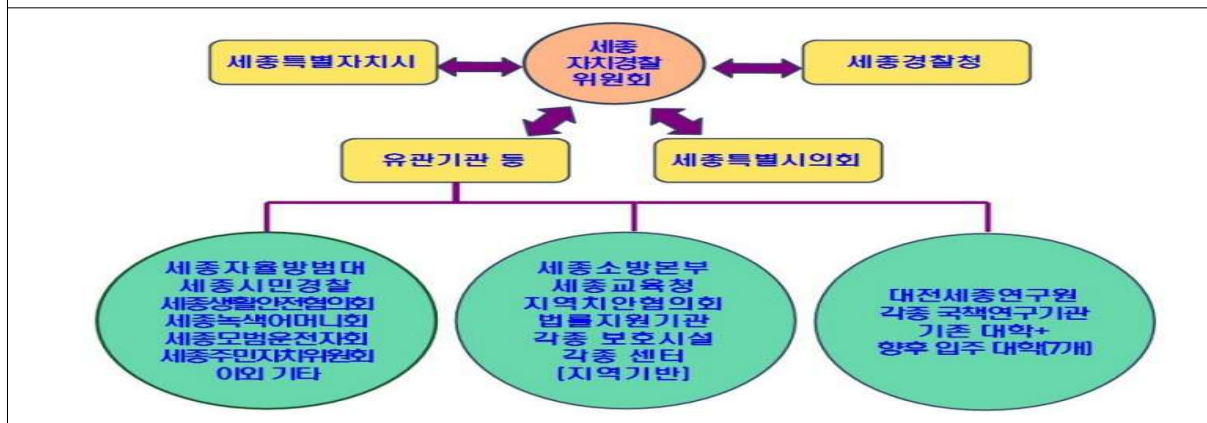 세종
자치경찰
위원회
세종특별자치시
세종경찰청
유관기관 등
세종특별시의회
세종자율방범대
세종시민경찰
세종생활안전협의회
세종녹색어머니회
세종모범운전자회
세종주민자치위원회
이외 기타
세종소방본부
세종교육청
지역치안협의회
법률지원기관
각종 보호시설
각종 센터
[지역기반]
대전세종연구원
각종 국책연구기관
기존 대학+
향후 입주 대학[7개]